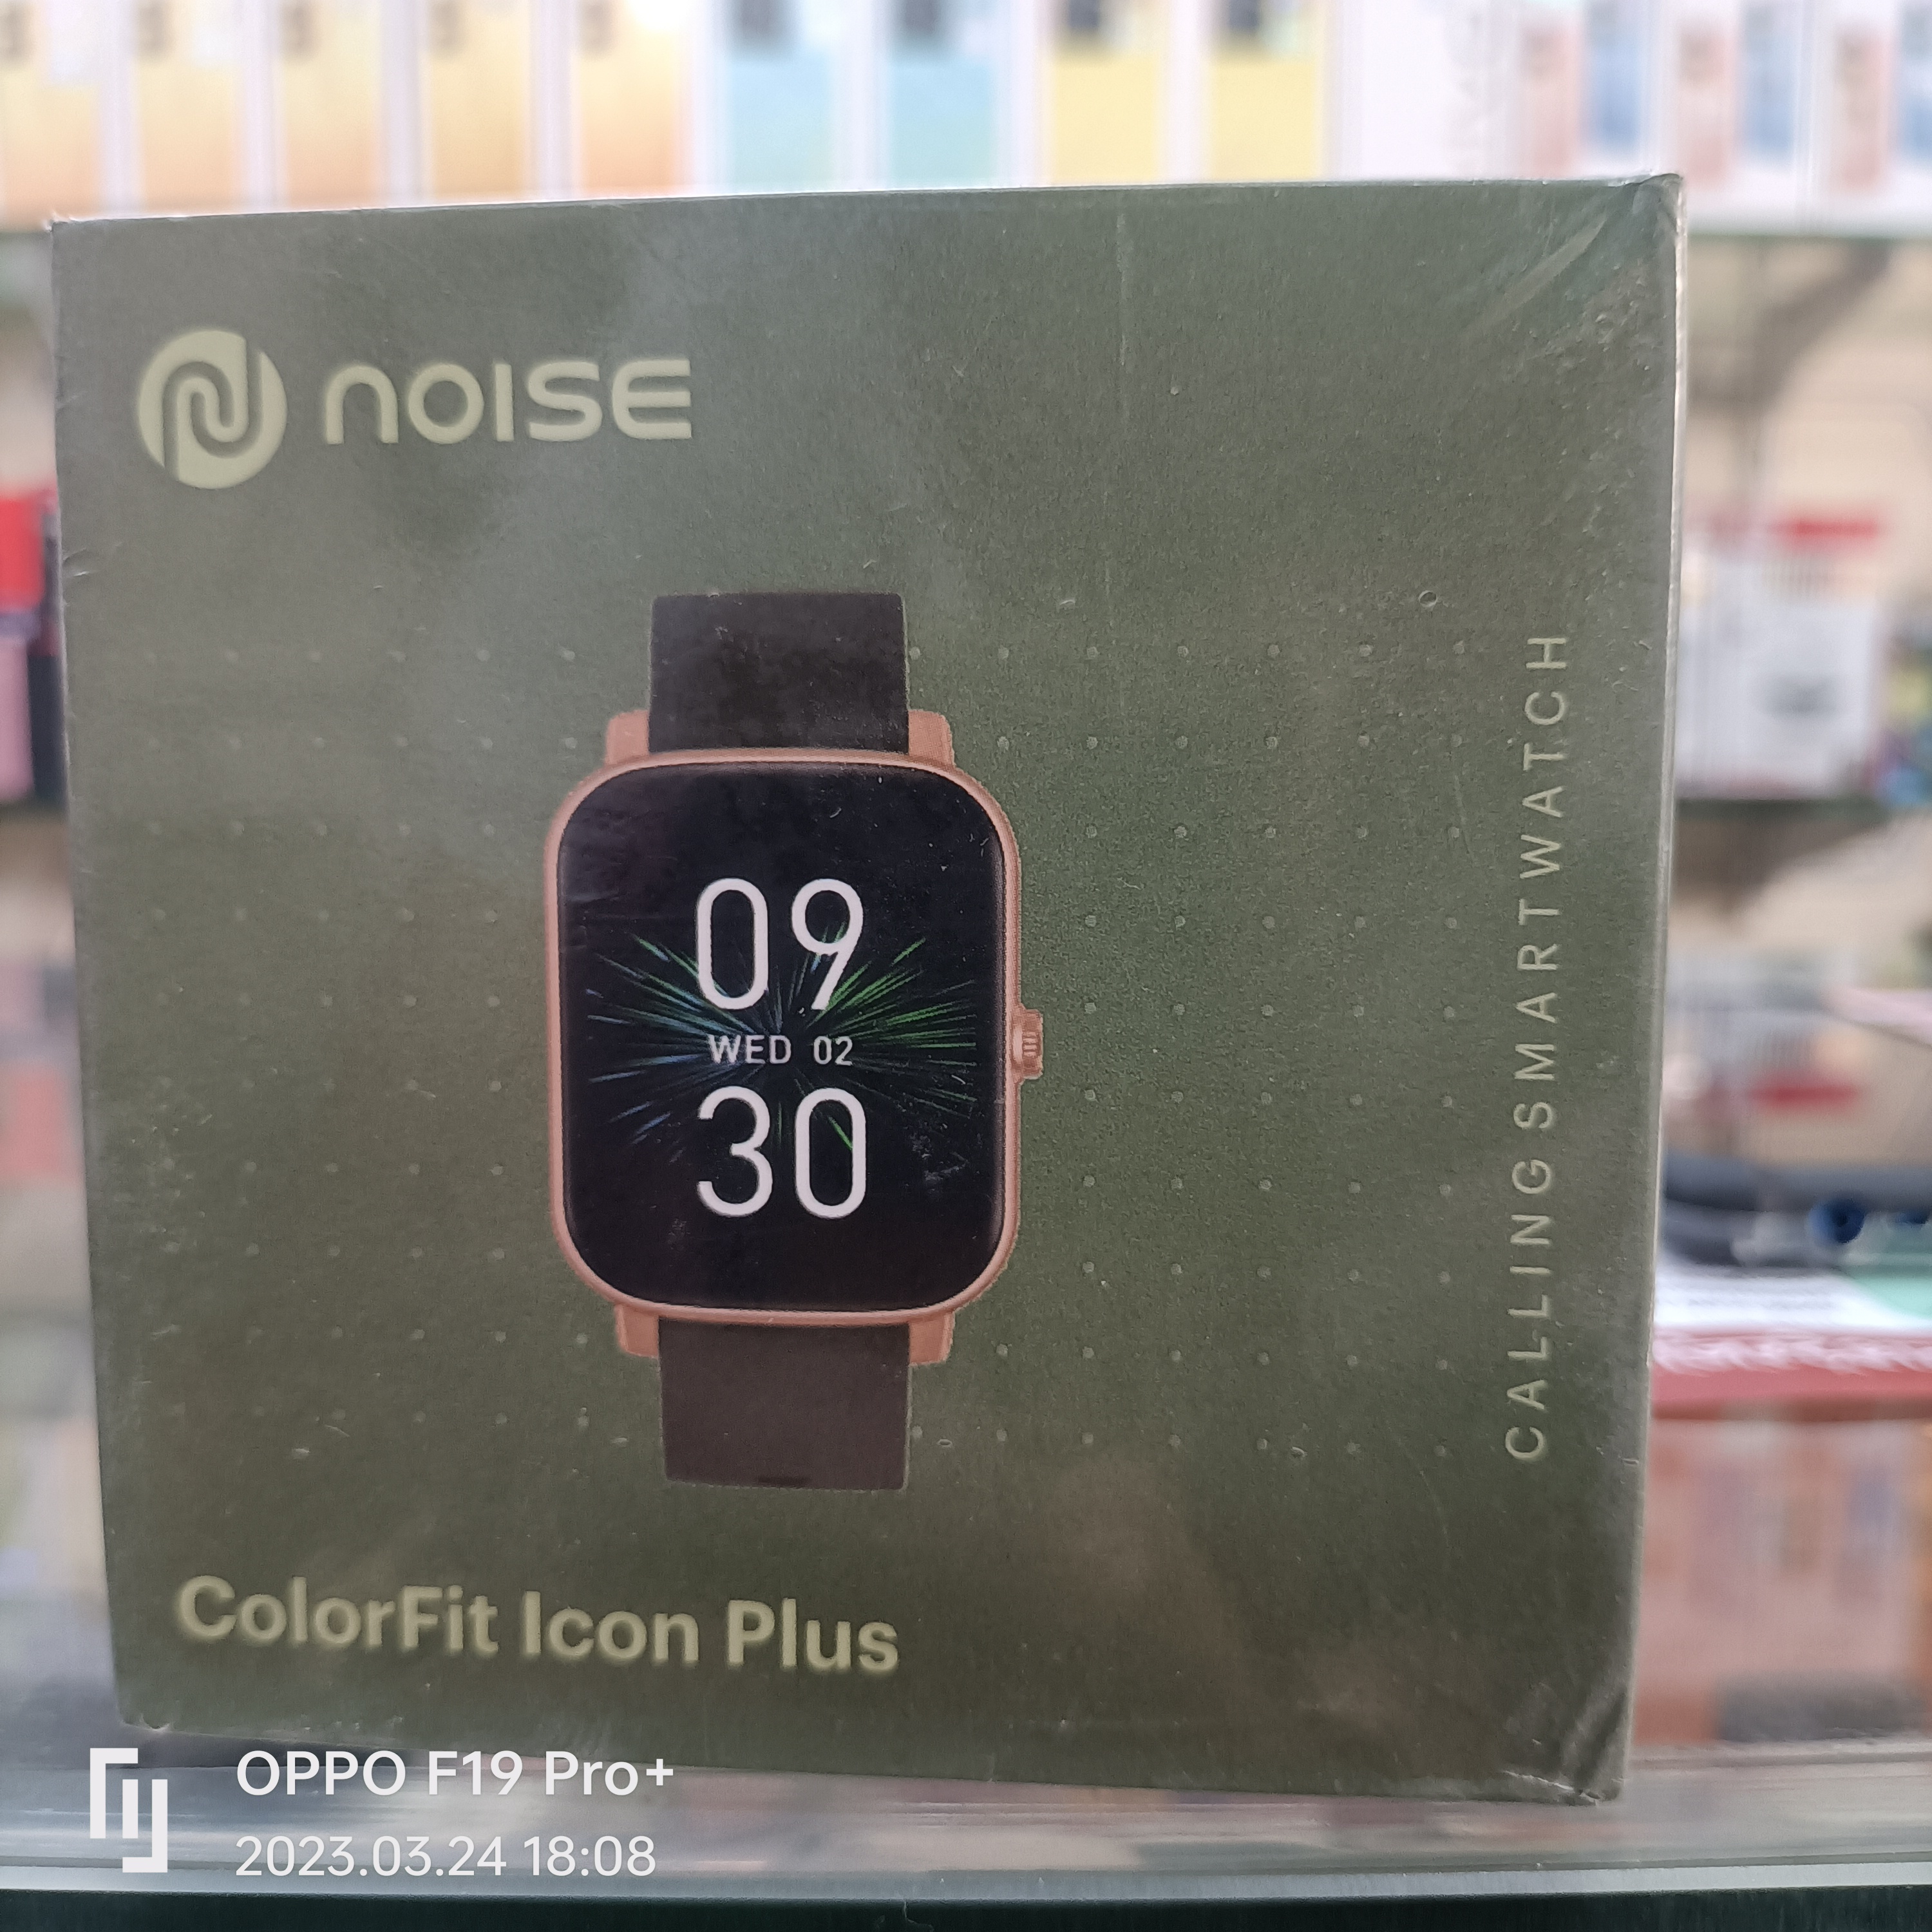 NOISE
09
WED 02
30
CALLING SMARTWATCH
ColorFit Icon Plus
OPPO F19 Pro+
2023.03.24 18:08